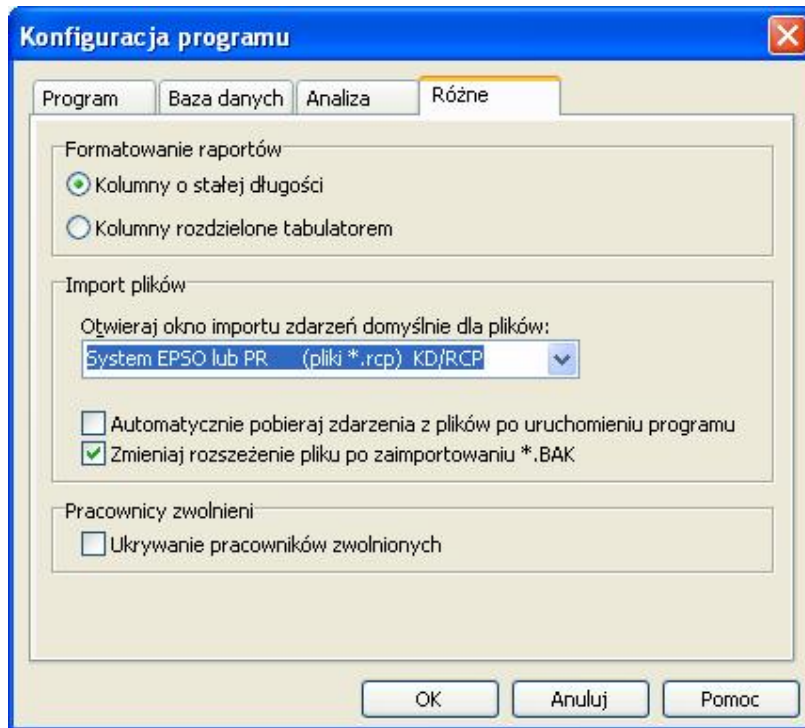 Konfiguracja programu
Program Baza danych Analiza Różne
Formatowanie raportów
Kolumny o stałej długości
Kolumny rozdzielone tabulatorem
Import plików
Otwieraj okno importu zdarzeń domyślnie dla plików:
System EPSO lub PR (pliki *.rcp) KD/RCP
Automatycznie pobieraj zdarzenia z plików po uruchomieniu programu
Zmieniaj rozszeżenie pliku po zaimportowaniu *.BAK
Pracownicy zwolnieni
Ukrywanie pracowników zwolnionych
OK Anuluj Pomoc